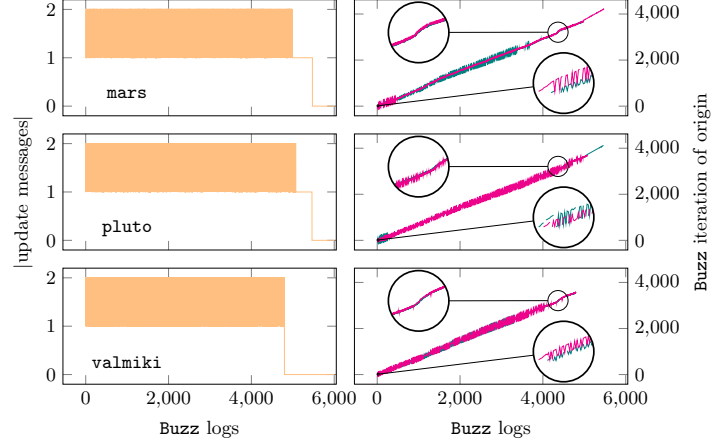 2
1
0
mars
4,000
2,000
0
2
1
0
pluto
4,000
2,000
0
|update messages|
Buzz iteration of origin
2
1
0
valmiki
4,000
2,000
0
0 2,000 4,000 6,000
0 2,000 4,000 6,000
Buzz logs
Buzz logs